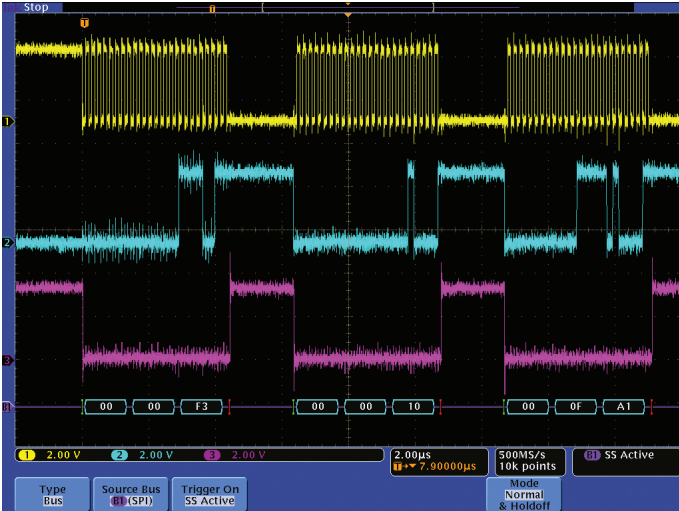 Stop
T
T
1
2
3
B1
00 00 F3 00 00 10 00 0F A1
1 2.00 V 2 2.00 V 3 2.00 V
2.00µs
T→▼ 7.90000µs
500MS/s
10k points
B1 SS Active
Type
Bus
Source Bus
B1 (SPI)
Trigger On
SS Active
Mode
Normal
& Holdoff